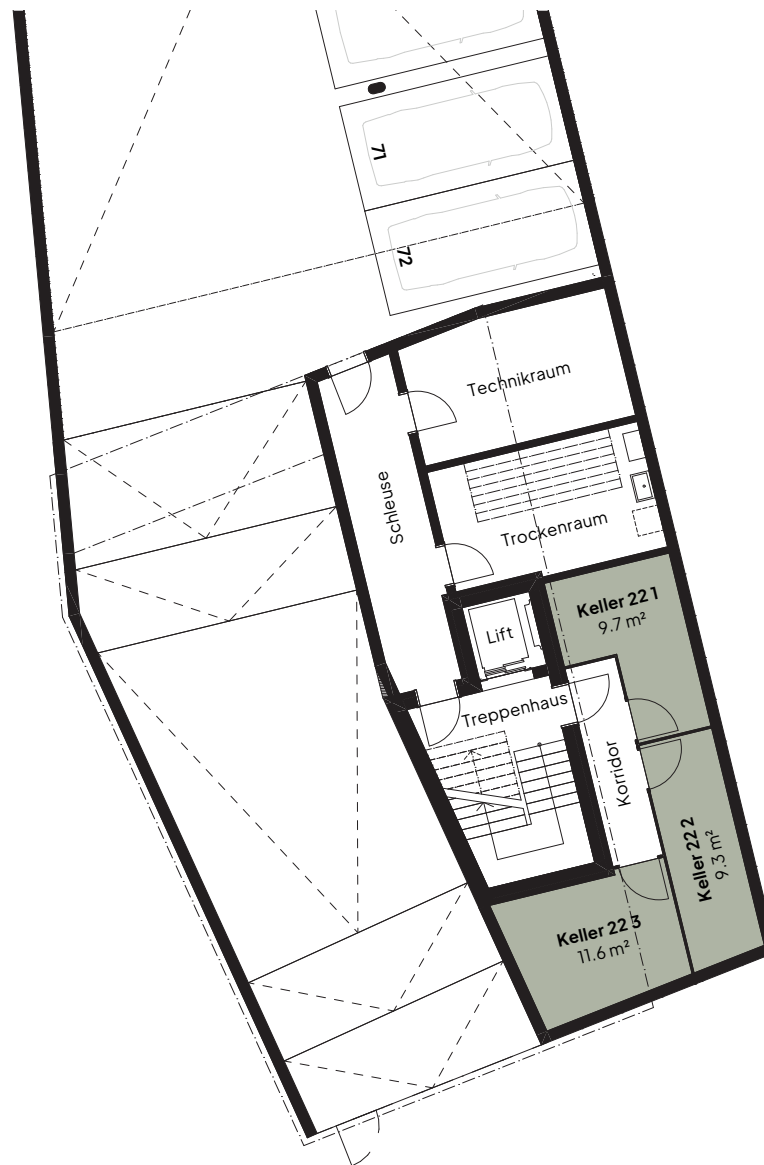 71
72
Technikraum
Schleuse
Trockenraum
Keller 22 1
9.7 m²
Lift
Treppenhaus
Korridor
Keller 22 2
9.3 m²
Keller 22 3
11.6 m²